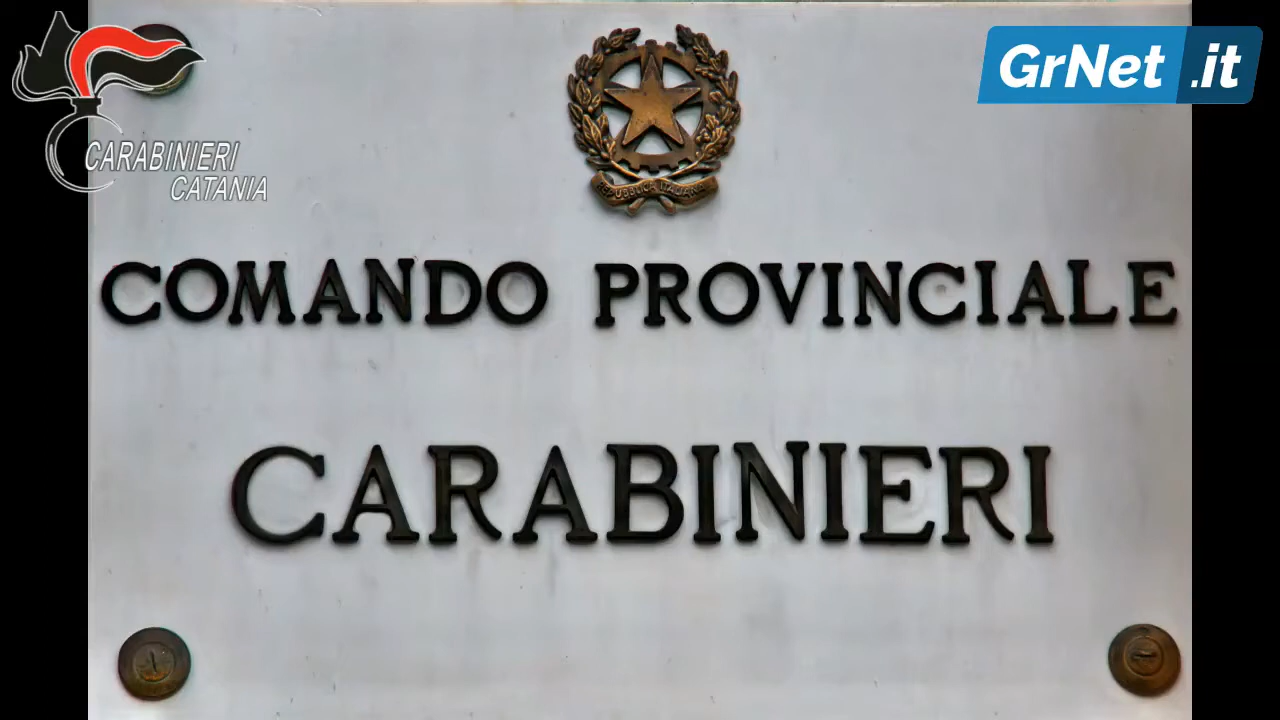 CARABINIERI
CATANIA
GrNet.it
REPUBBLICA ITALIANA
COMANDO PROVINCIALE
CARABINIERI